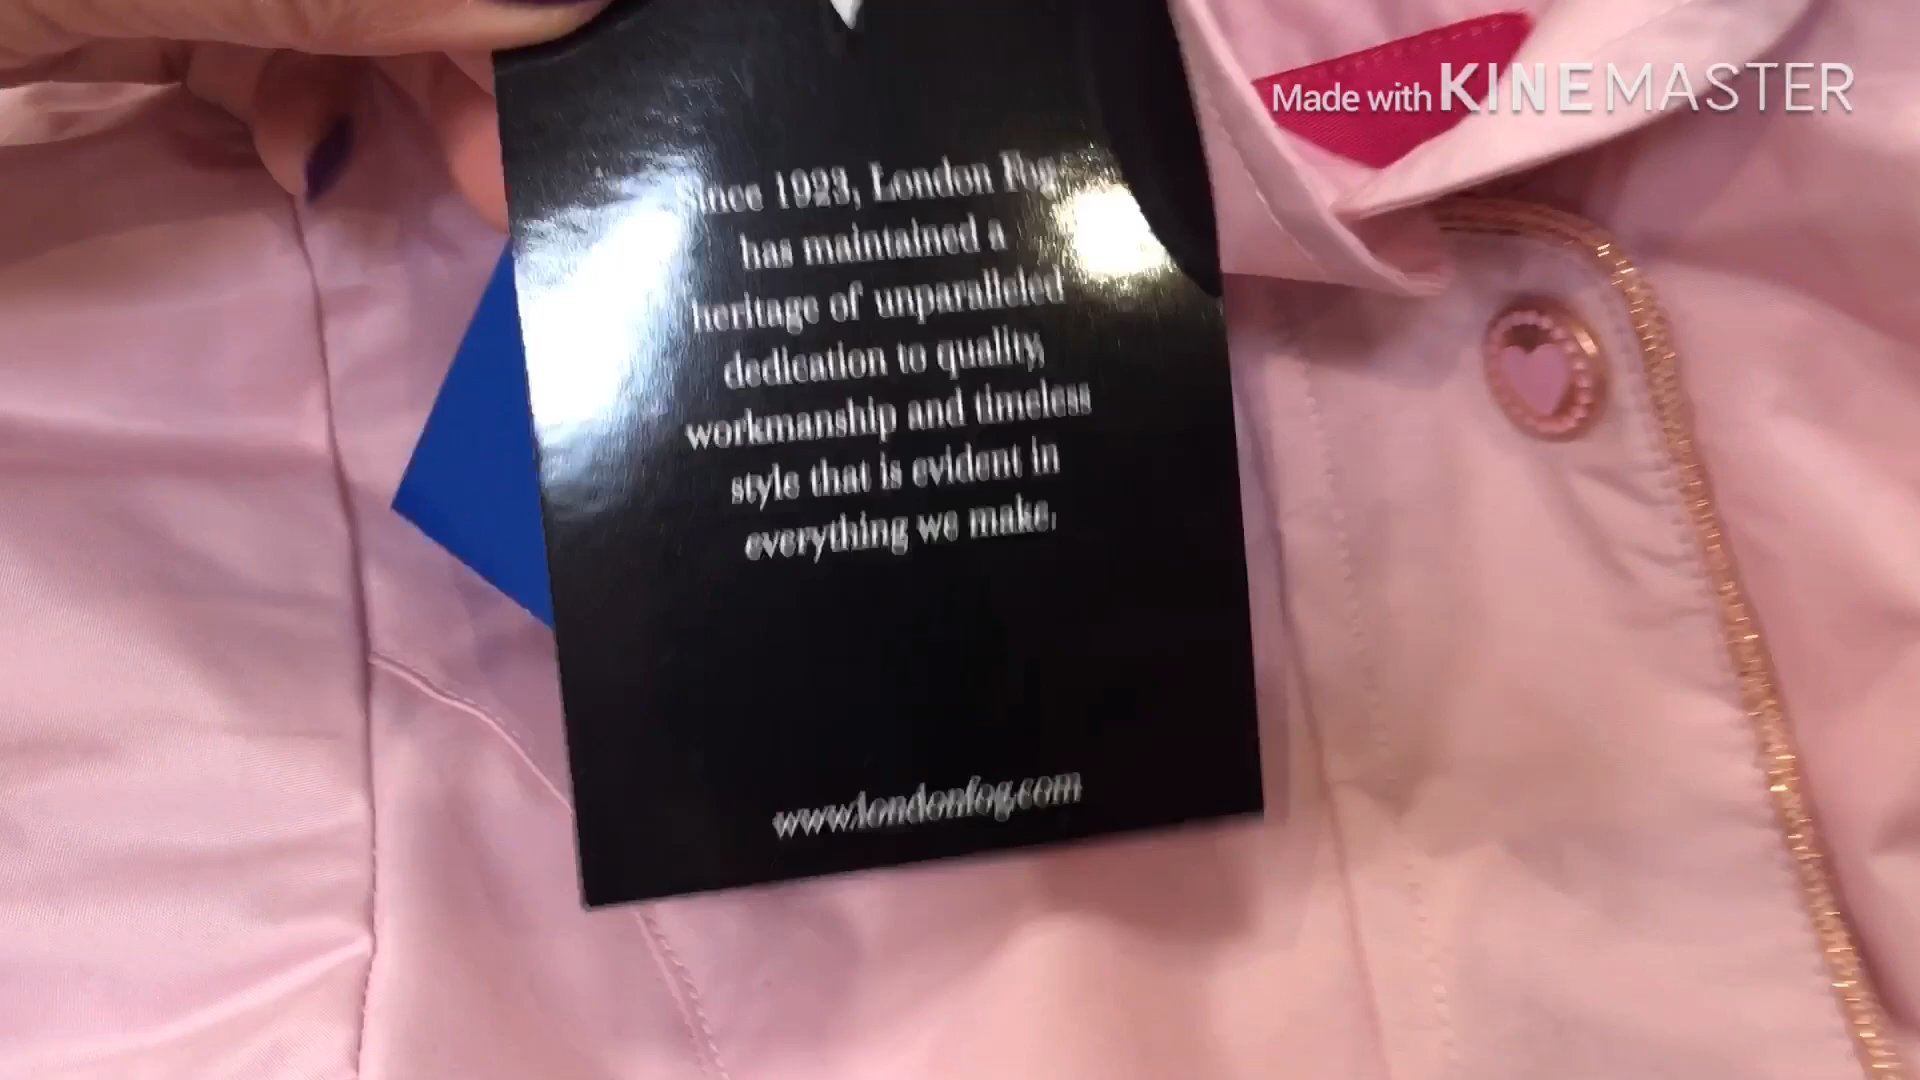 Made with KINEMASTER
Since 1923, London Fog
has maintained a
heritage of unparalleled
dedication to quality,
workmanship and timeless
style that is evident in
everything we make.
www.londonfog.com